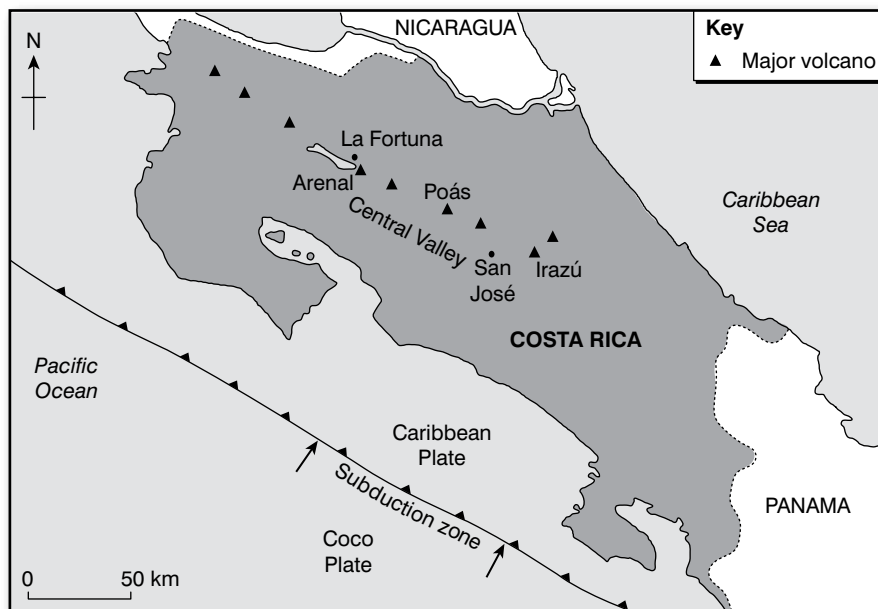 NICARAGUA
Key
Major volcano
N
La Fortuna
Arenal
Poás
Central Valley
Caribbean
Sea
San
José
Irazú
COSTA RICA
Pacific
Ocean
Caribbean
Plate
Subduction zone
PANAMA
Coco
Plate
0 50 km